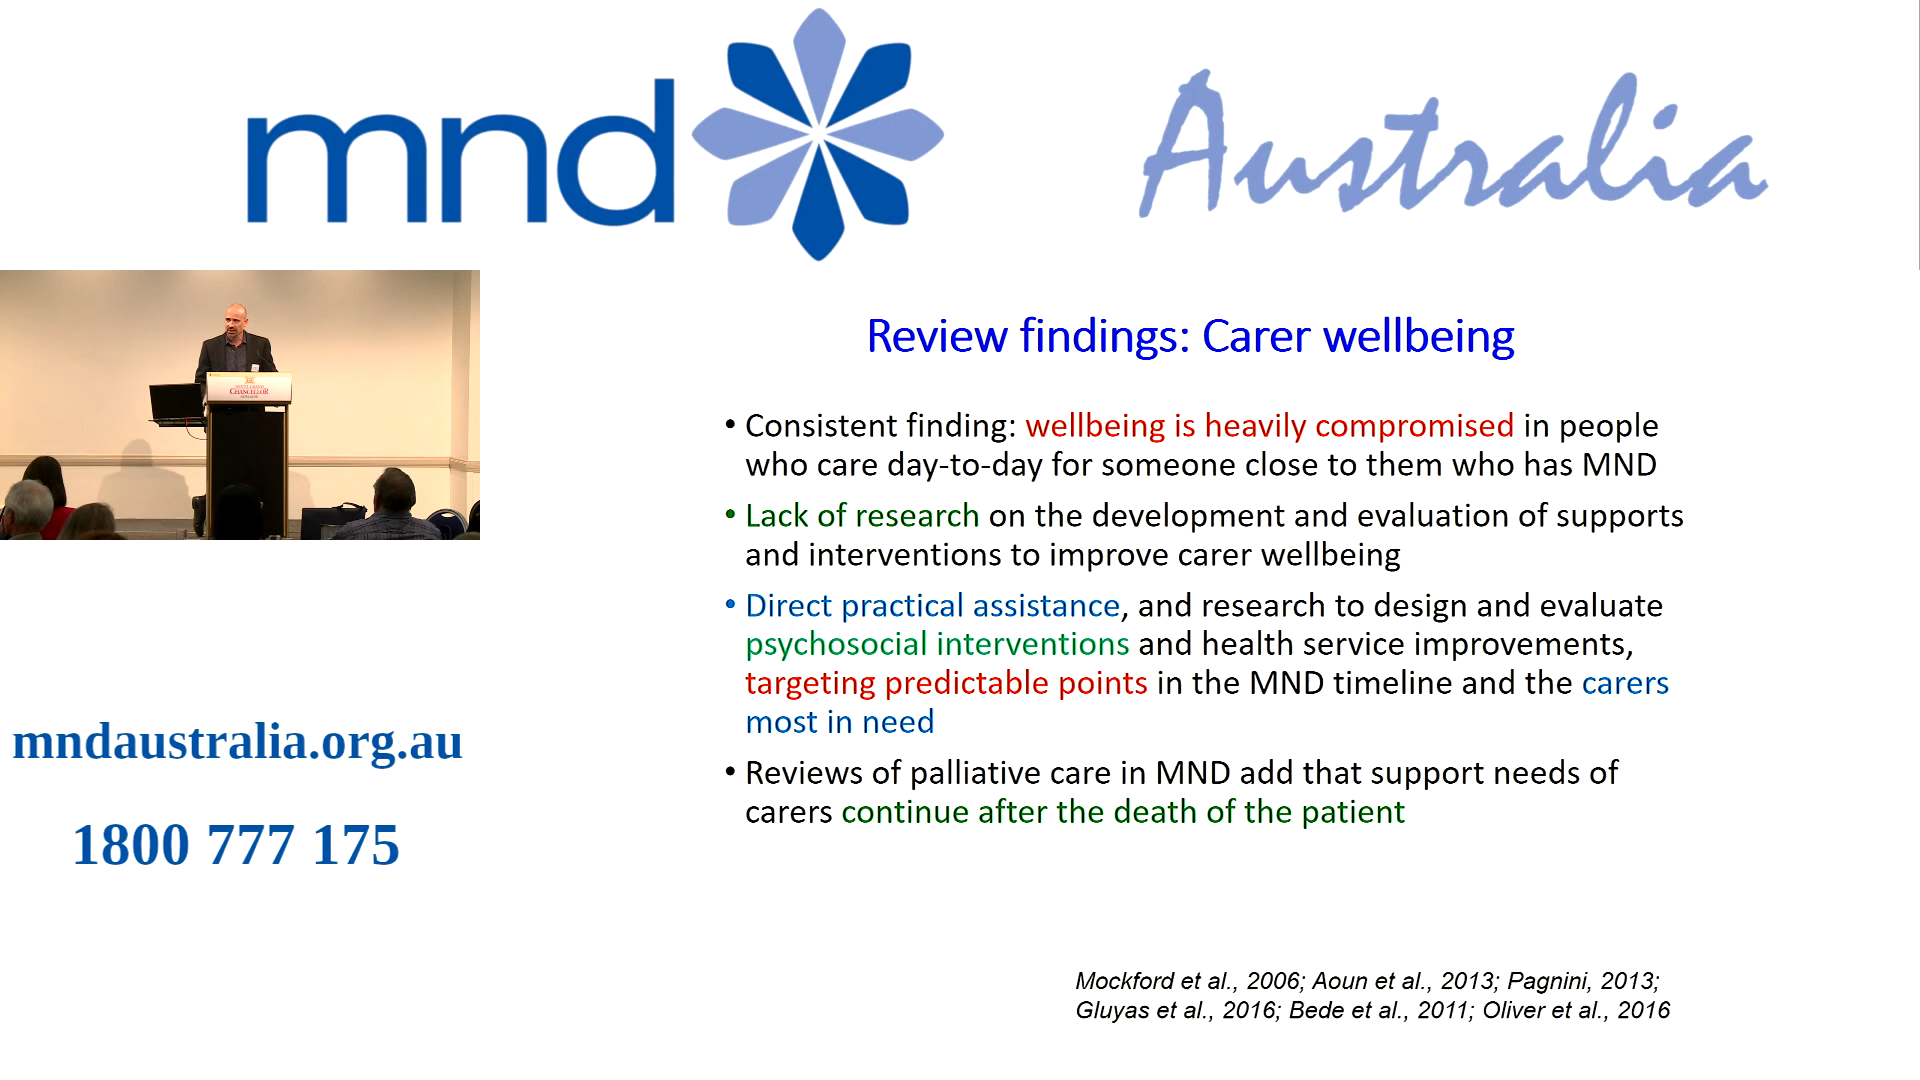 mnd Australia
CHANCELLOR
Review findings: Carer wellbeing
• Consistent finding: wellbeing is heavily compromised in people
who care day-to-day for someone close to them who has MND
• Lack of research on the development and evaluation of supports
and interventions to improve carer wellbeing
• Direct practical assistance, and research to design and evaluate
psychosocial interventions and health service improvements,
targeting predictable points in the MND timeline and the carers
most in need
• Reviews of palliative care in MND add that support needs of
carers continue after the death of the patient
mndaustralia.org.au
1800 777 175
Mockford et al., 2006; Aoun et al., 2013; Pagnini, 2013;
Gluyas et al., 2016; Bede et al., 2011; Oliver et al., 2016